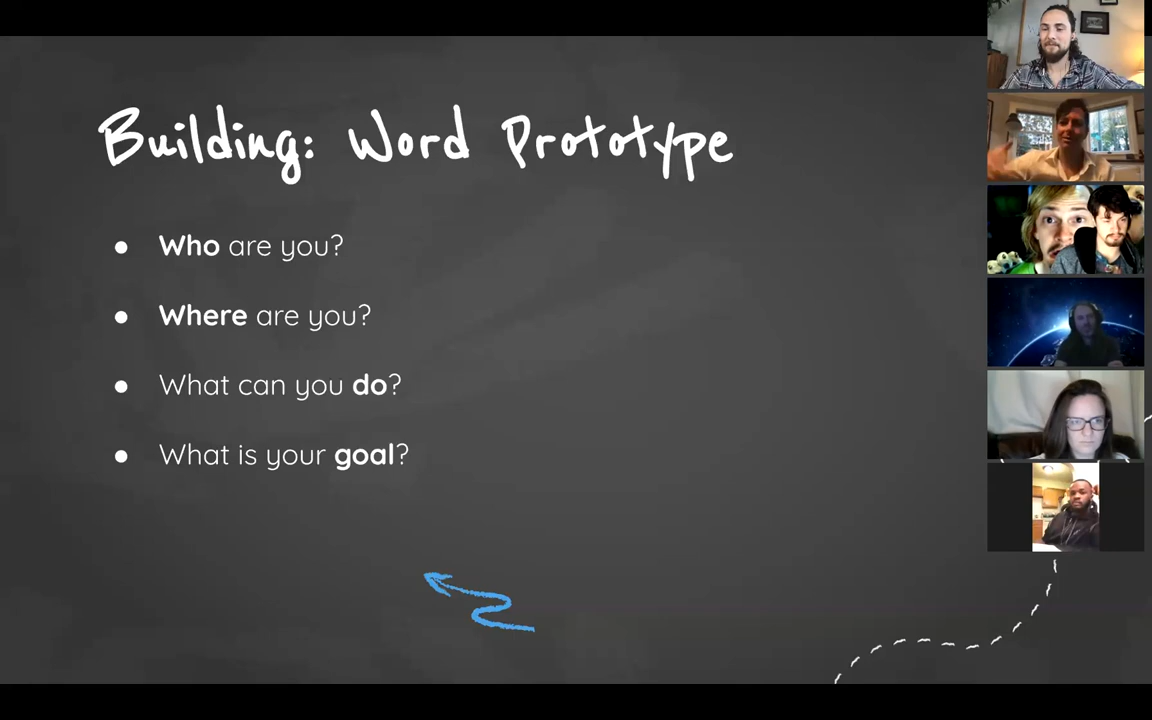 Building: Word Prototype
● Who are you?
● Where are you?
● What can you do?
● What is your goal?